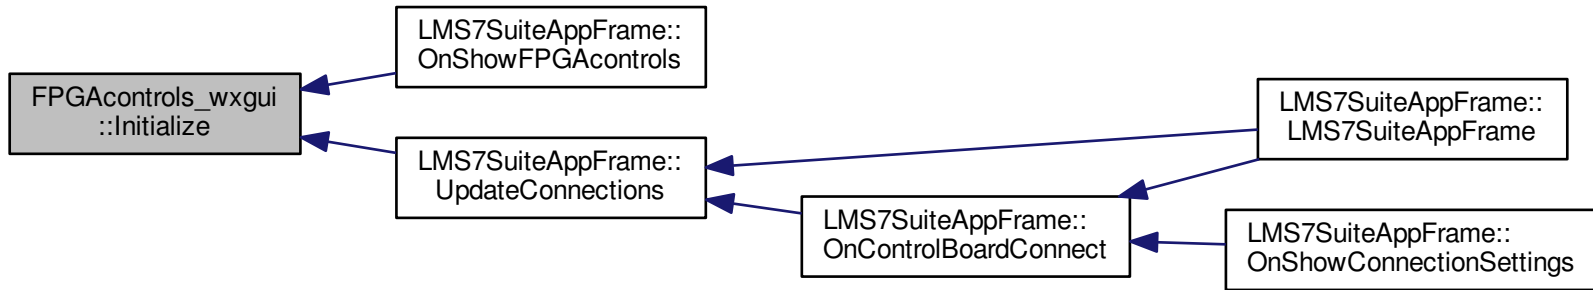 FPGAcontrols_wxgui
::Initialize
LMS7SuiteAppFrame::
OnShowFPGAcontrols
LMS7SuiteAppFrame::
UpdateConnections
LMS7SuiteAppFrame::
OnControlBoardConnect
LMS7SuiteAppFrame::
LMS7SuiteAppFrame
LMS7SuiteAppFrame::
OnShowConnectionSettings